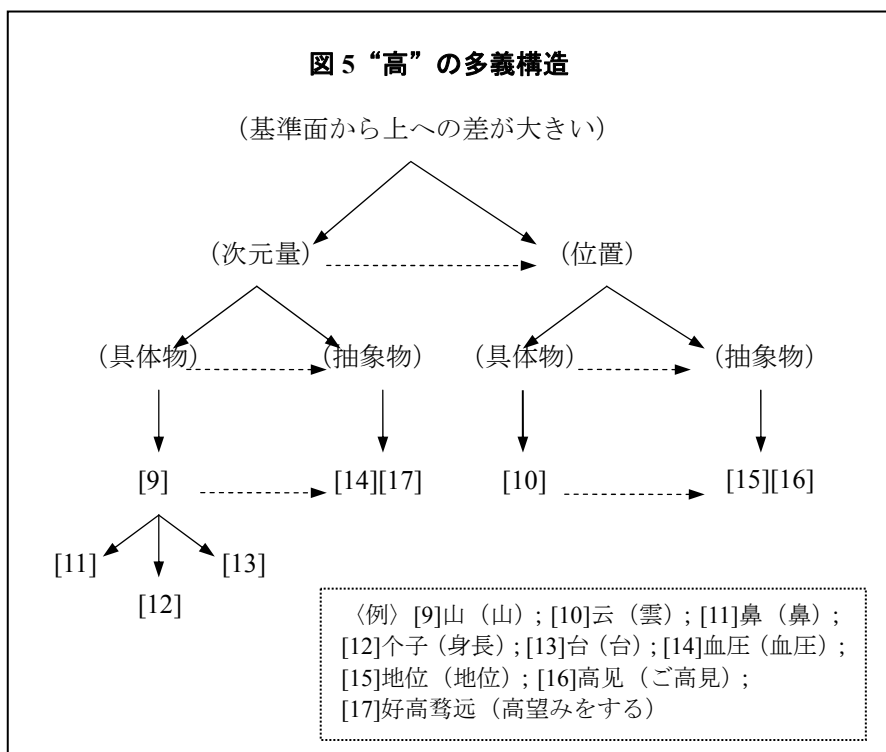 図 5 “高” の多義構造
（基準面から上への差が大きい）
（次元量） （位置）
（具体物） （抽象物） （具体物） （抽象物）
[9] [14][17] [10] [15][16]
[11] [13]
[12]
〈例〉[9]山（山）; [10]云（雲）; [11]鼻（鼻）;
[12]个子（身長）; [13]台（台）; [14]血圧（血圧）;
[15]地位（地位）; [16]高见（ご高見）;
[17]好高骛远（高望みをする）